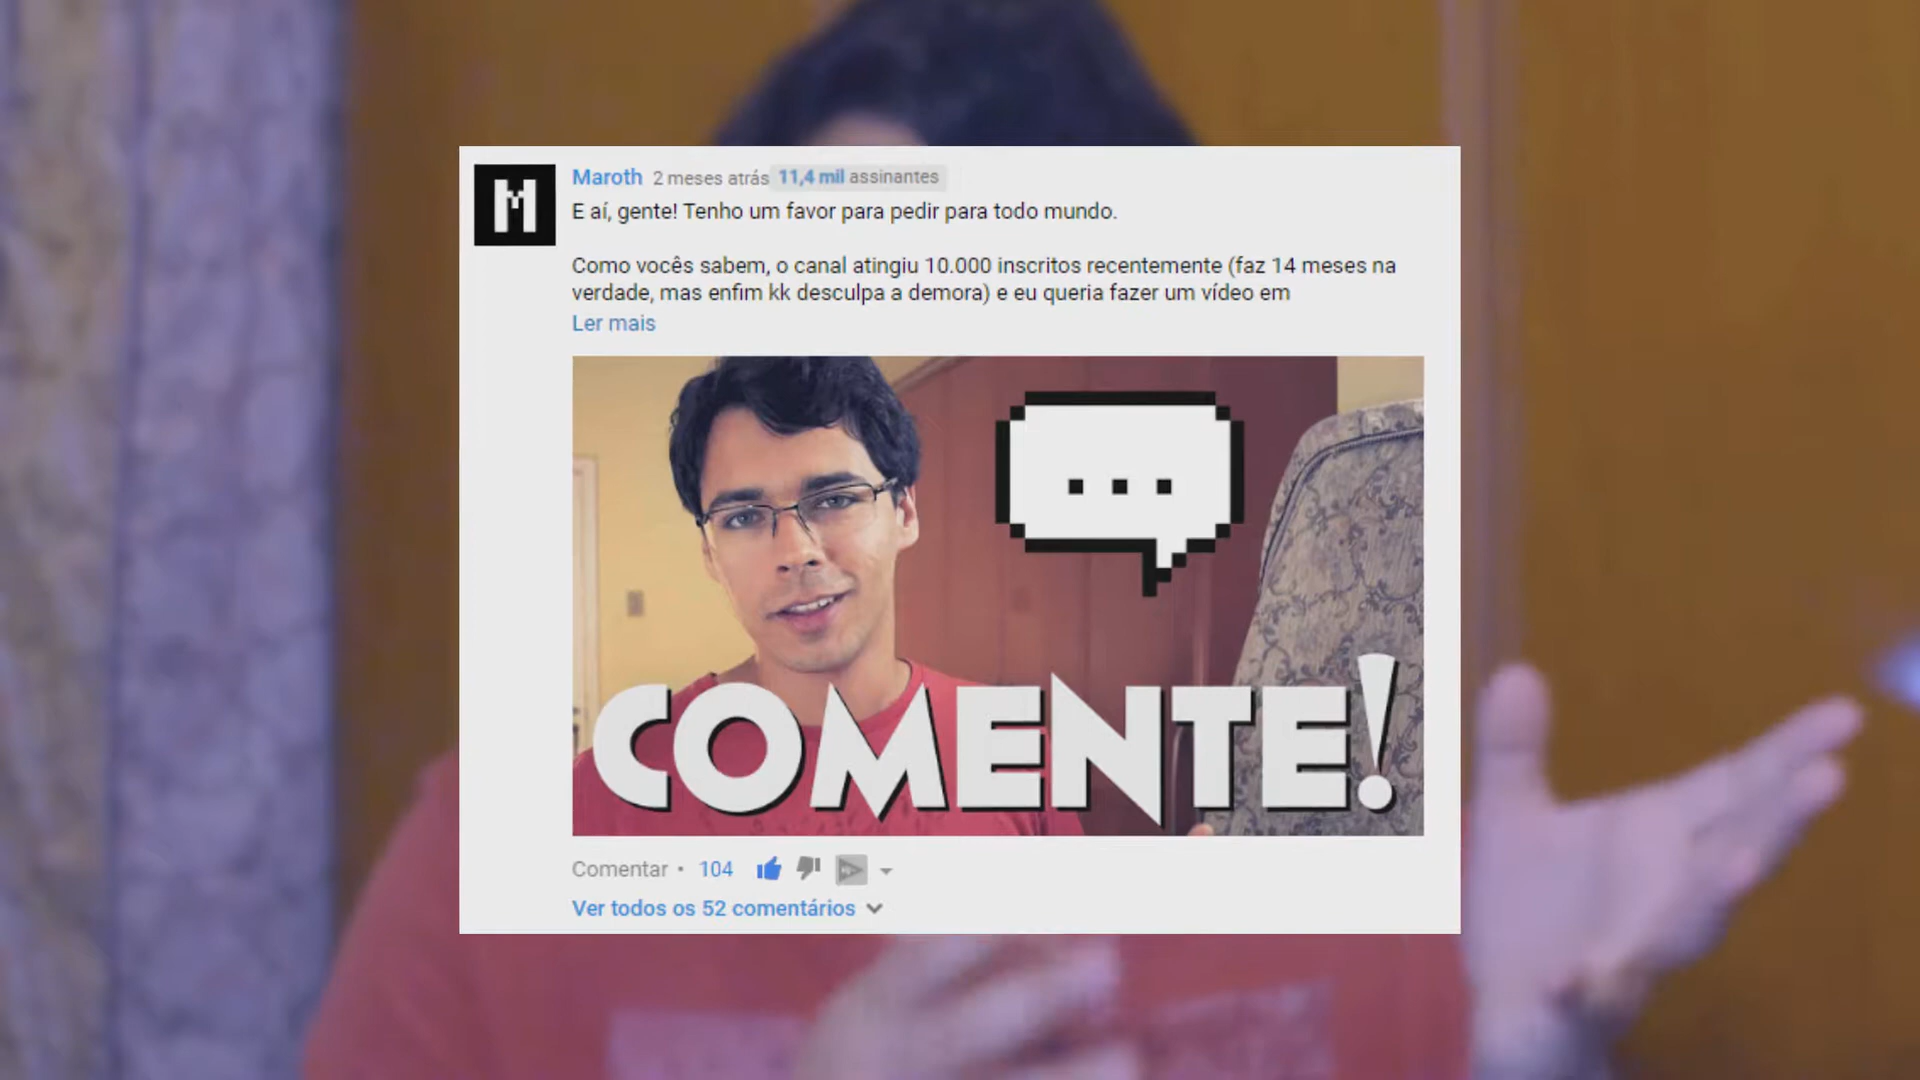 M
Maroth 2 meses atrás 11,4 mil assinantes
E aí, gente! Tenho um favor para pedir para todo mundo.
Como vocês sabem, o canal atingiu 10.000 inscritos recentemente (faz 14 meses na
verdade, mas enfim kk desculpa a demora) e eu queria fazer um vídeo em
Ler mais
...
COMENTE!
Comentar • 104
Ver todos os 52 comentários